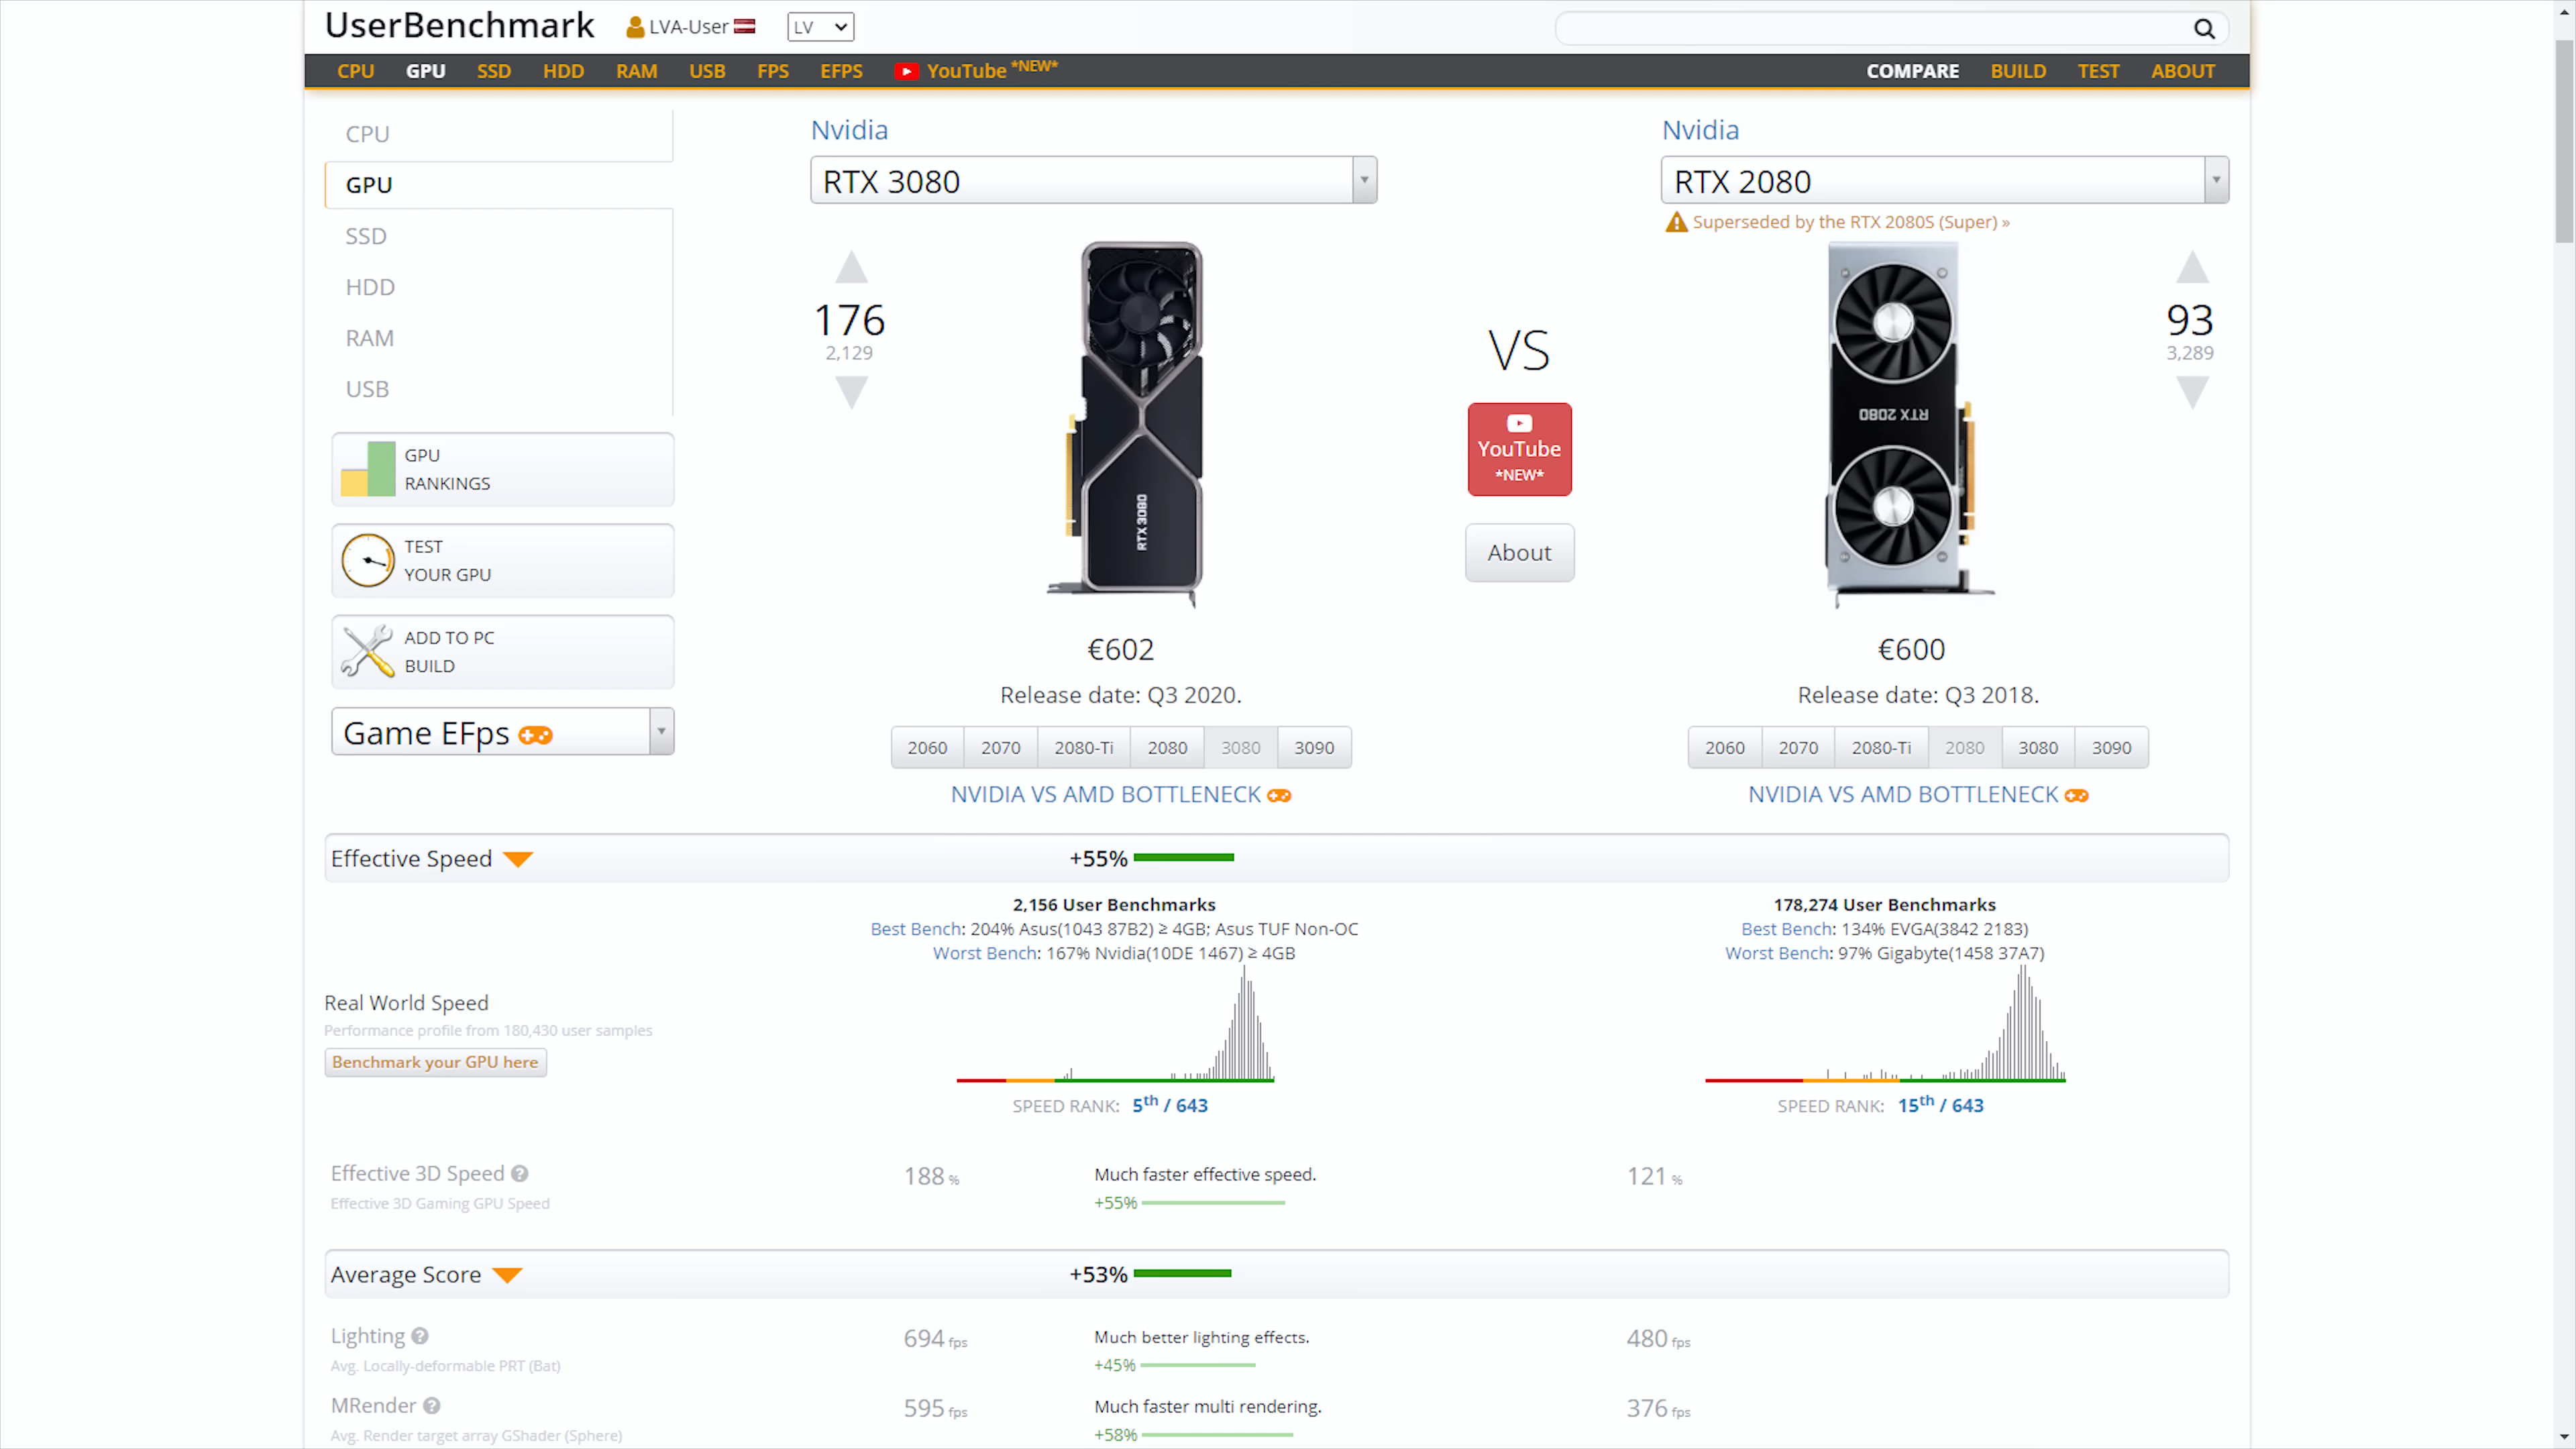 UserBenchmark LVA-User LV
CPU GPU SSD HDD RAM USB FPS EFPS YouTube *NEW* COMPARE BUILD TEST ABOUT
CPU
GPU
SSD
HDD
RAM
USB
GPU
RANKINGS
TEST
YOUR GPU
ADD TO PC
BUILD
Game EFps
Nvidia
RTX 3080
176
2,129
RTX 3080
€602
Release date: Q3 2020.
2060 2070 2080-Ti 2080 3080 3090
NVIDIA VS AMD BOTTLENECK
VS
YouTube
*NEW*
About
Nvidia
RTX 2080
Superseded by the RTX 2080S (Super) »
93
3,289
RTX 2080
€600
Release date: Q3 2018.
2060 2070 2080-Ti 2080 3080 3090
NVIDIA VS AMD BOTTLENECK
Effective Speed +55%
Real World Speed
Performance profile from 180,430 user samples
Benchmark your GPU here
2,156 User Benchmarks
Best Bench: 204% Asus(1043 87B2) ≥ 4GB; Asus TUF Non-OC
Worst Bench: 167% Nvidia(10DE 1467) ≥ 4GB
SPEED RANK: 5th / 643
178,274 User Benchmarks
Best Bench: 134% EVGA(3842 2183)
Worst Bench: 97% Gigabyte(1458 37A7)
SPEED RANK: 15th / 643
Effective 3D Speed 188 % Much faster effective speed. 121 %
Effective 3D Gaming GPU Speed +55%
Average Score +53%
Lighting 694 fps Much better lighting effects. 480 fps
Avg. Locally-deformable PRT (Bat) +45%
MRender 595 fps Much faster multi rendering. 376 fps
Avg. Render target array GShader (Sphere) +58%